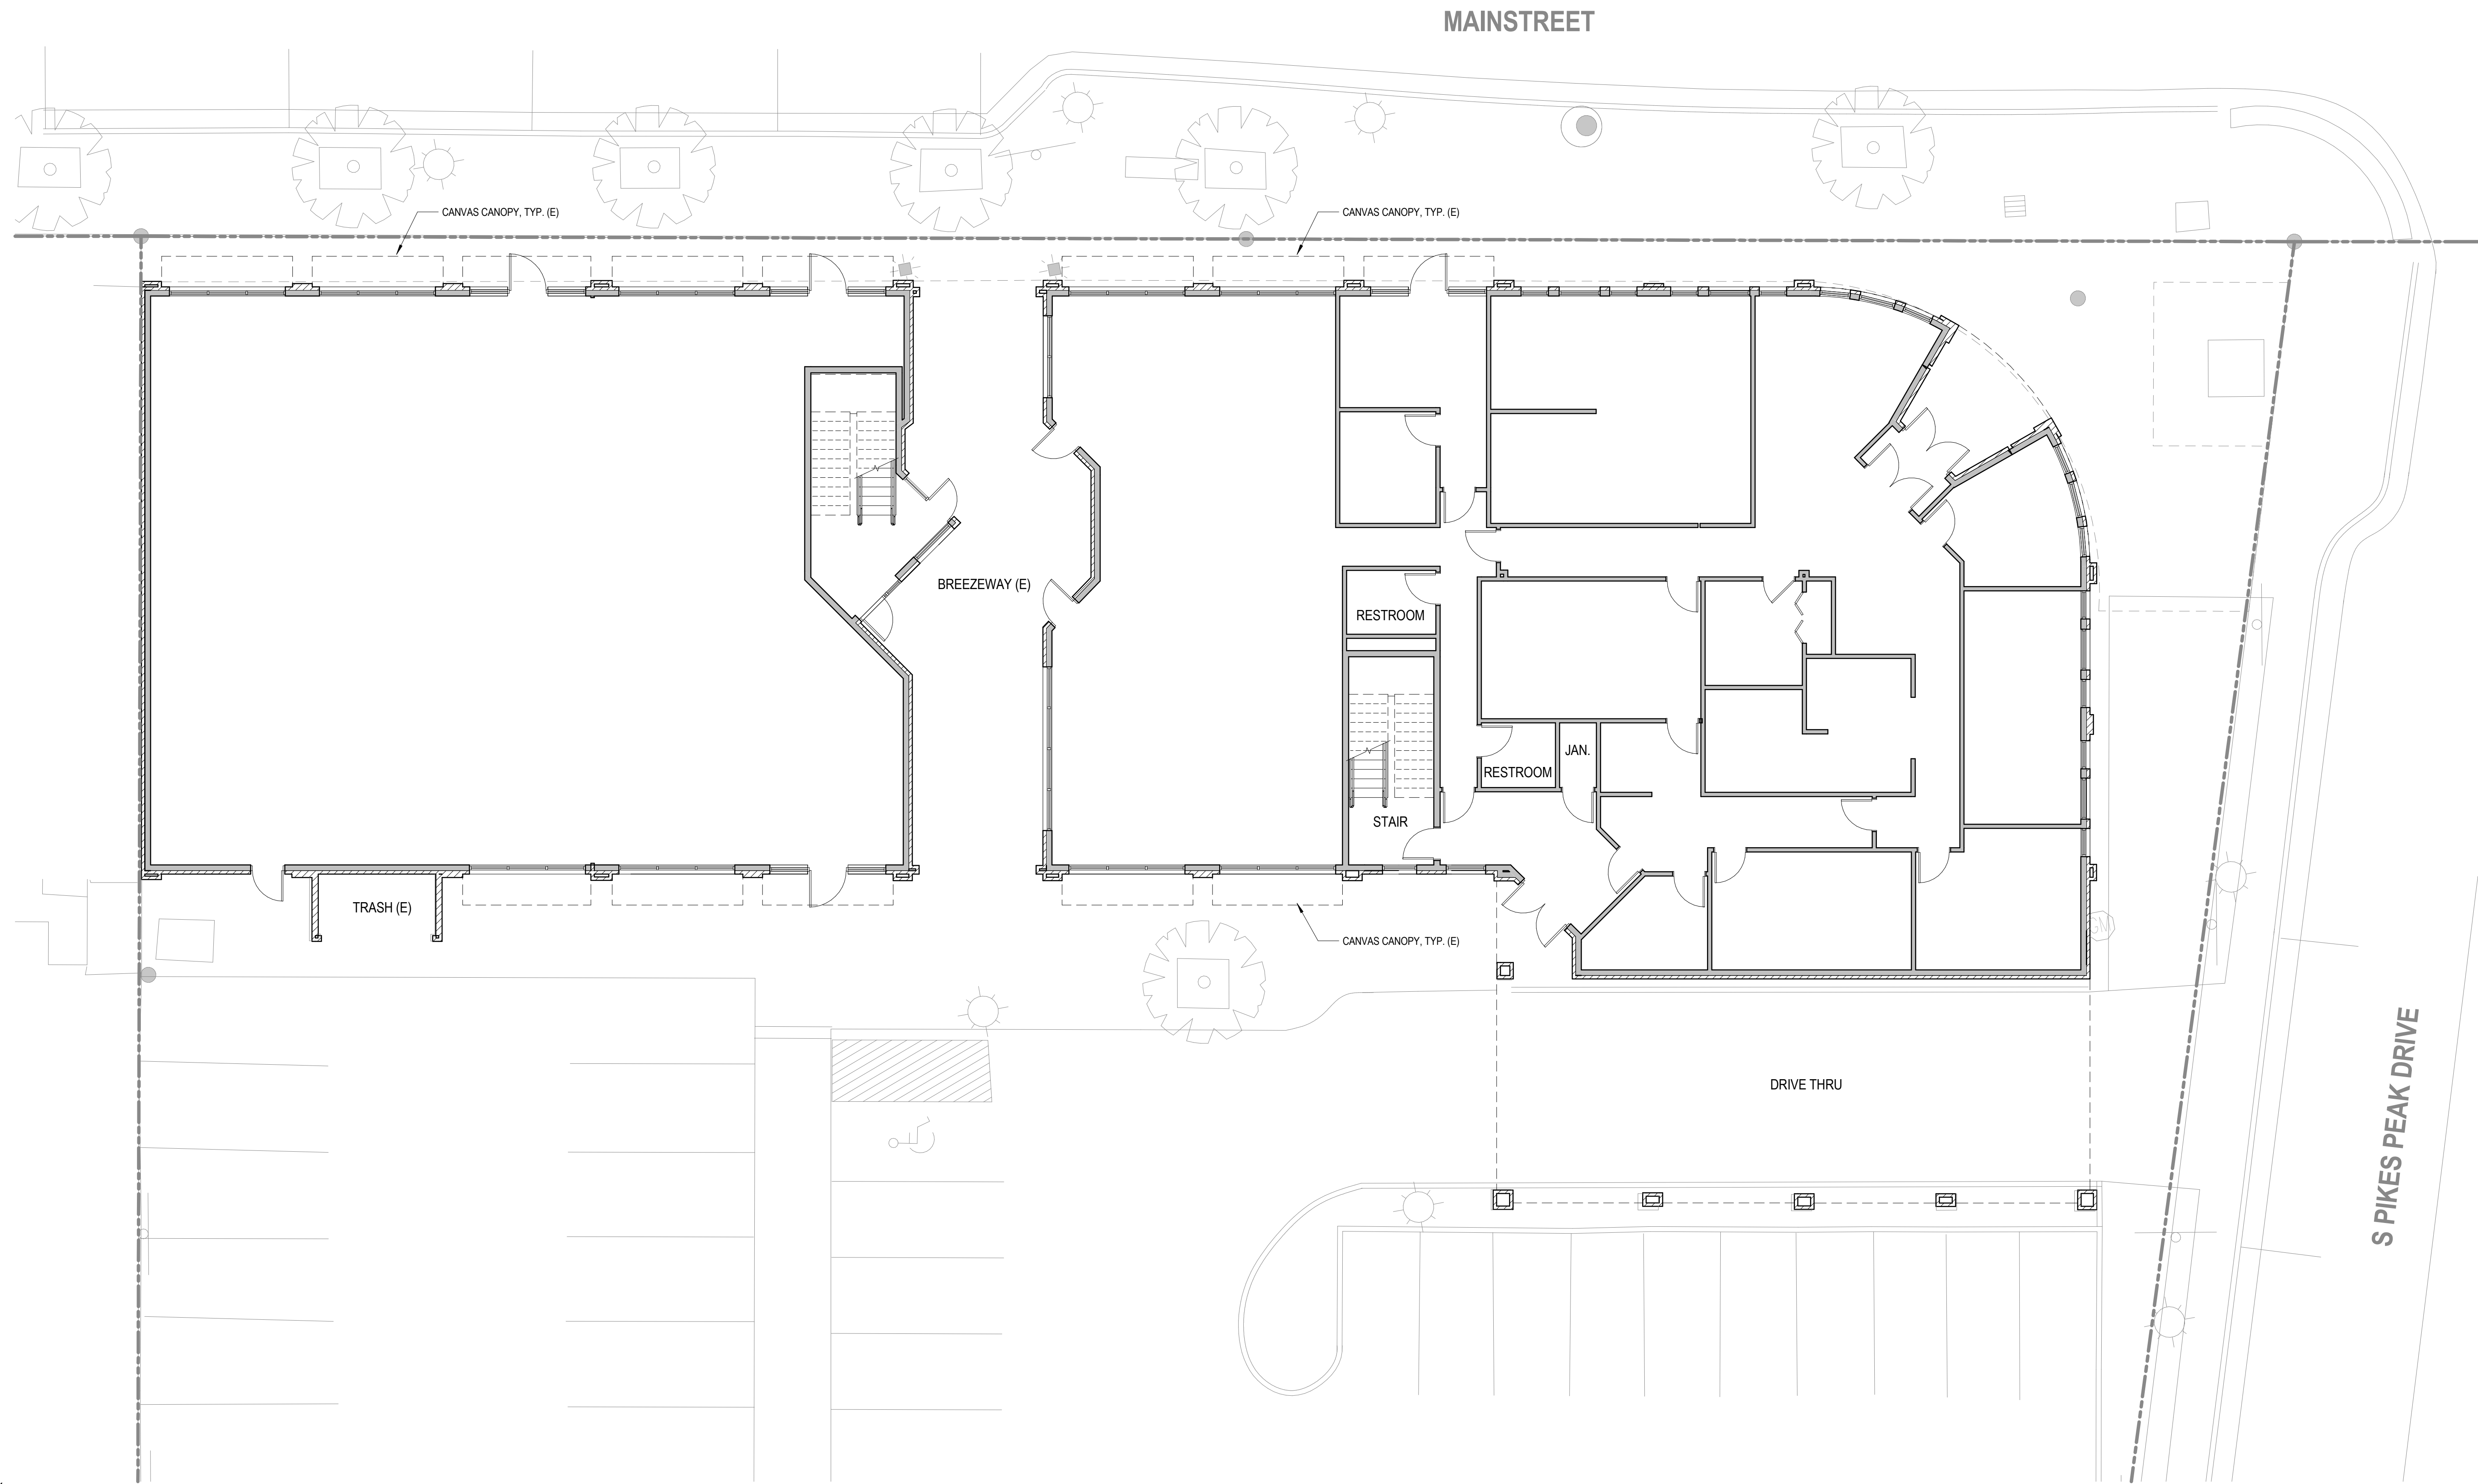 MAINSTREET
CANVAS CANOPY, TYP. (E)
CANVAS CANOPY, TYP. (E)
BREEZEWAY (E)
RESTROOM
JAN.
RESTROOM
STAIR
TRASH (E)
CANVAS CANOPY, TYP. (E)
GM
DRIVE THRU
S PIKES PEAK DRIVE